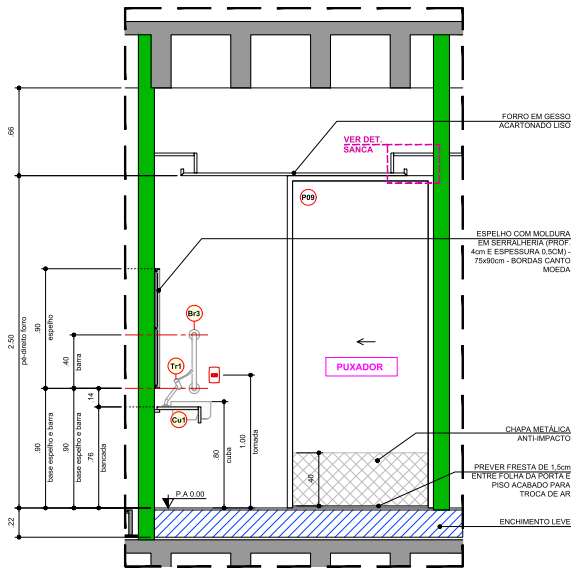 FORRO EM GESSO
ACARTONADO LISO
VER DET.
SANCA
.66
P09
ESPELHO COM MOLDURA
EM SERRALHERIA (PROF.
4cm E ESPESSURA 0,5CM) -
75x90cm - BORDAS CANTO
MOEDA
2.50
pé-direito forro
.90
espelho
.40
barra
Br3
Tr1
Cu1
PUXADOR
.14
.90
base espelho e barra
.90
base espelho e barra
.76
bancada
.80
cuba
1.00
tomada
CHAPA METÁLICA
ANTI-IMPACTO
.40
PREVER FRESTA DE 1,5cm
ENTRE FOLHA DA PORTA E
PISO ACABADO PARA
TROCA DE AR
P.A 0.00
.22
ENCHIMENTO LEVE